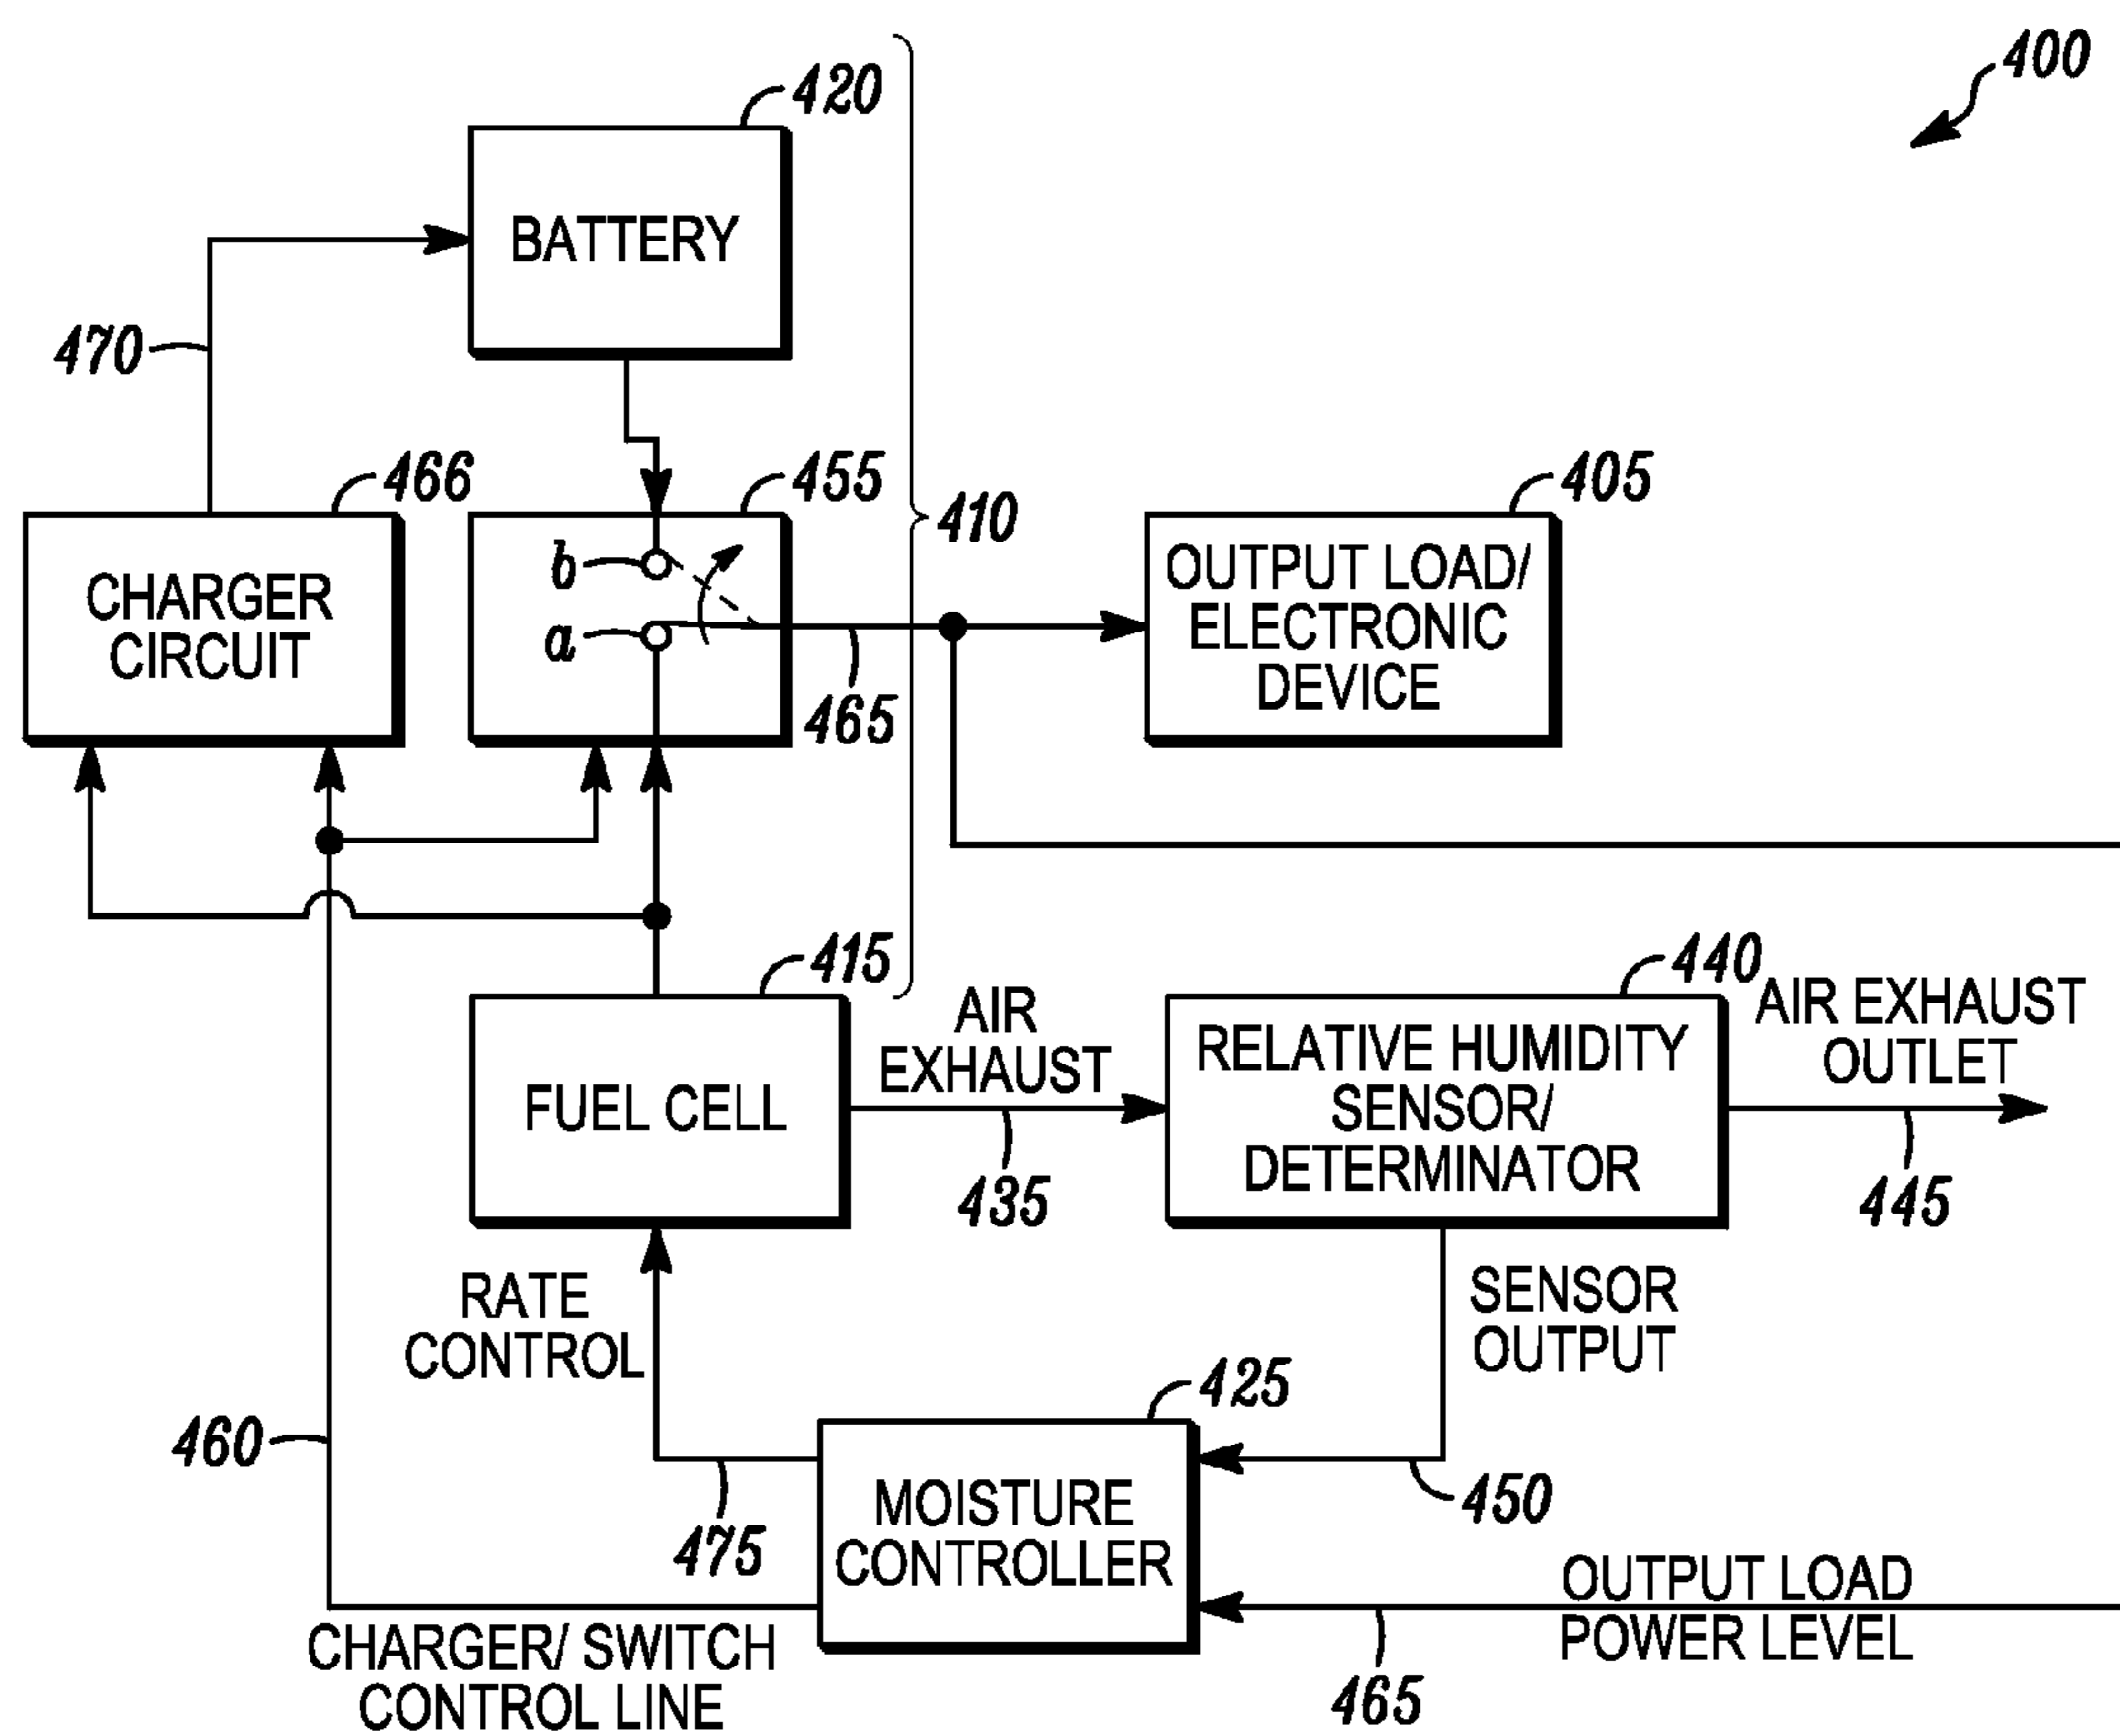 400
420
BATTERY
470
466
455
410
405
CHARGER
CIRCUIT
b
a
465
OUTPUT LOAD/
ELECTRONIC
DEVICE
415
440
FUEL CELL
AIR
EXHAUST
435
RELATIVE HUMIDITY
SENSOR/
DETERMINATOR
AIR EXHAUST
OUTLET
445
RATE
CONTROL
SENSOR
OUTPUT
425
460
475
MOISTURE
CONTROLLER
450
OUTPUT LOAD
POWER LEVEL
465
CHARGER/ SWITCH
CONTROL LINE